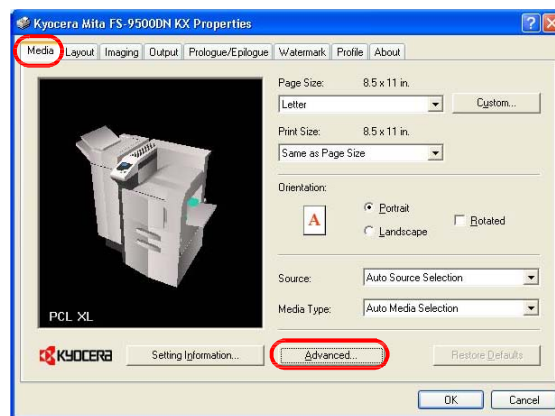 Kyocera Mita FS-9500DN KX Properties
Media Layout Imaging Output Prologue/Epilogue Watermark Profile About
Page Size: 8.5 x 11 in.
Letter Custom...
Print Size: 8.5 x 11 in.
Same as Page Size
Orientation:
A Portrait Rotated
Landscape
Source: Auto Source Selection
Media Type: Auto Media Selection
PCL XL
KYOCERA Setting Information... Advanced... Restore Defaults
OK Cancel